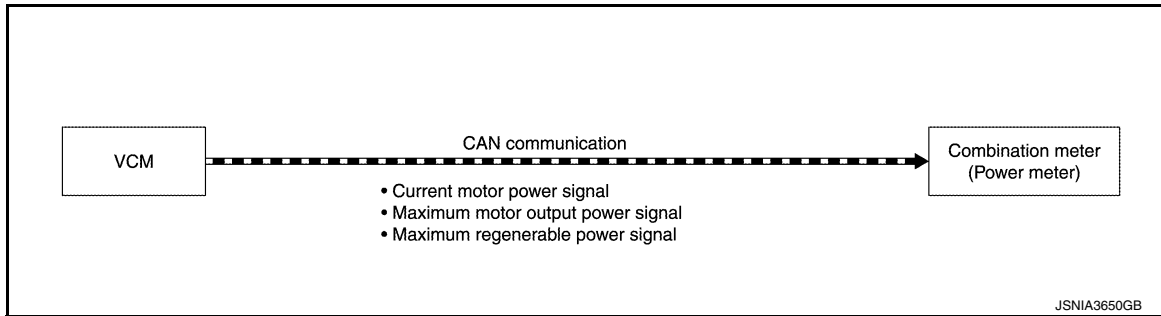 VCM
CAN communication
Combination meter
(Power meter)
• Current motor power signal
• Maximum motor output power signal
• Maximum regenerable power signal
JSNIA3650GB